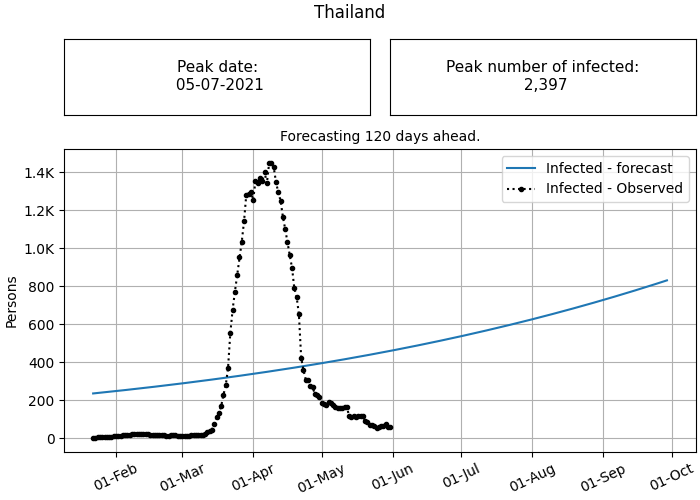 Thailand
Peak date:
05-07-2021
Peak number of infected:
2,397
Forecasting 120 days ahead.
Infected - forecast
Infected - Observed
Persons
1.4K
1.2K
1.0K
800
600
400
200
0
01-Feb
01-Mar
01-Apr
01-May
01-Jun
01-Jul
01-Aug
01-Sep
01-Oct